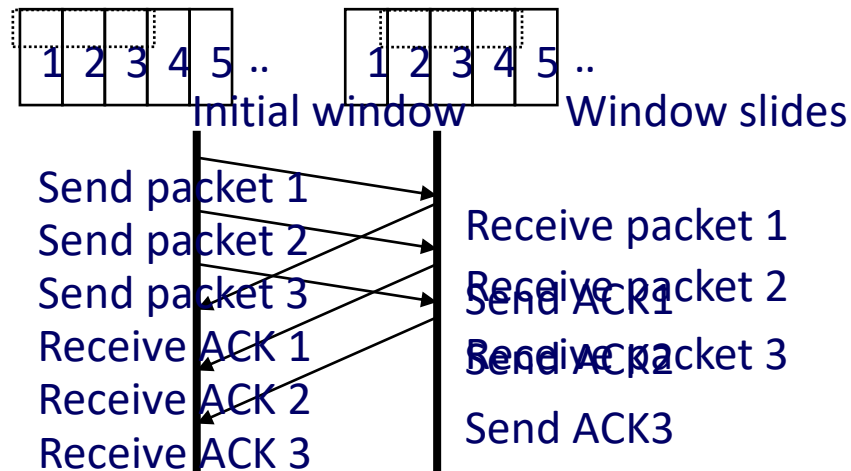 1 2 3 4 5 ..
1 2 3 4 5 ..
Initial window
Window slides
Send packet 1
Send packet 2
Send packet 3
Receive ACK 1
Receive ACK 2
Receive ACK 3
Receive packet 1
Receive packet 2
Send ACK1
Receive packet 3
Send ACK2
Send ACK3